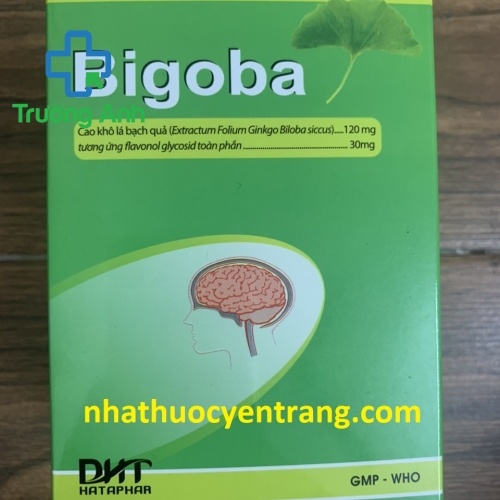 Bigoba
Trường Anh
Cao khô lá bạch quả (Extractum Folium Ginkgo Biloba siccus)....120 mg
tương ứng flavonol glycosid toàn phần ................................ 30mg
nhathuocyentrang.com
DHT
HATAPHAR
GMP - WHO